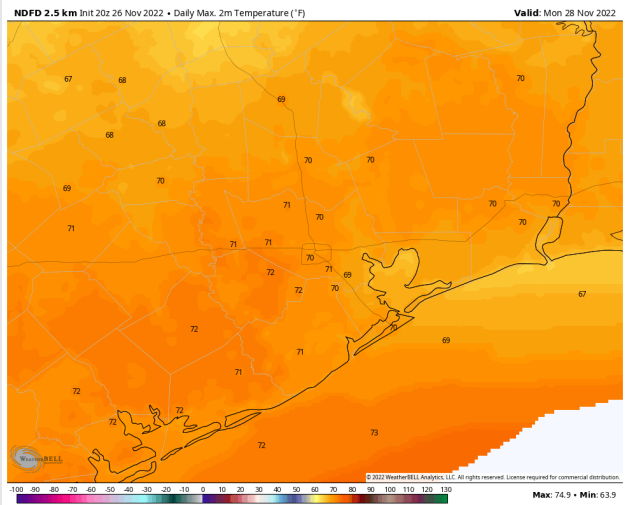 NDFD 2.5 km Init 20z 26 Nov 2022 • Daily Max. 2m Temperature (°F) Valid: Mon 28 Nov 2022
67 68 70
69
68
68
70 70
70
69
71 70 70
70 70
71
71 71
70
72 71 69
72 70
67
72 70
69
71
71
72
72 72
73
72
WeatherBELL
© 2022 WeatherBELL Analytics, LLC. All rights reserved. License required for commercial distribution.
-100 -90 -80 -70 -60 -50 -40 -30 -20 -10 0 10 20 30 40 50 60 70 80 90 100 110 120 130
Max: 74.9 • Min: 63.9